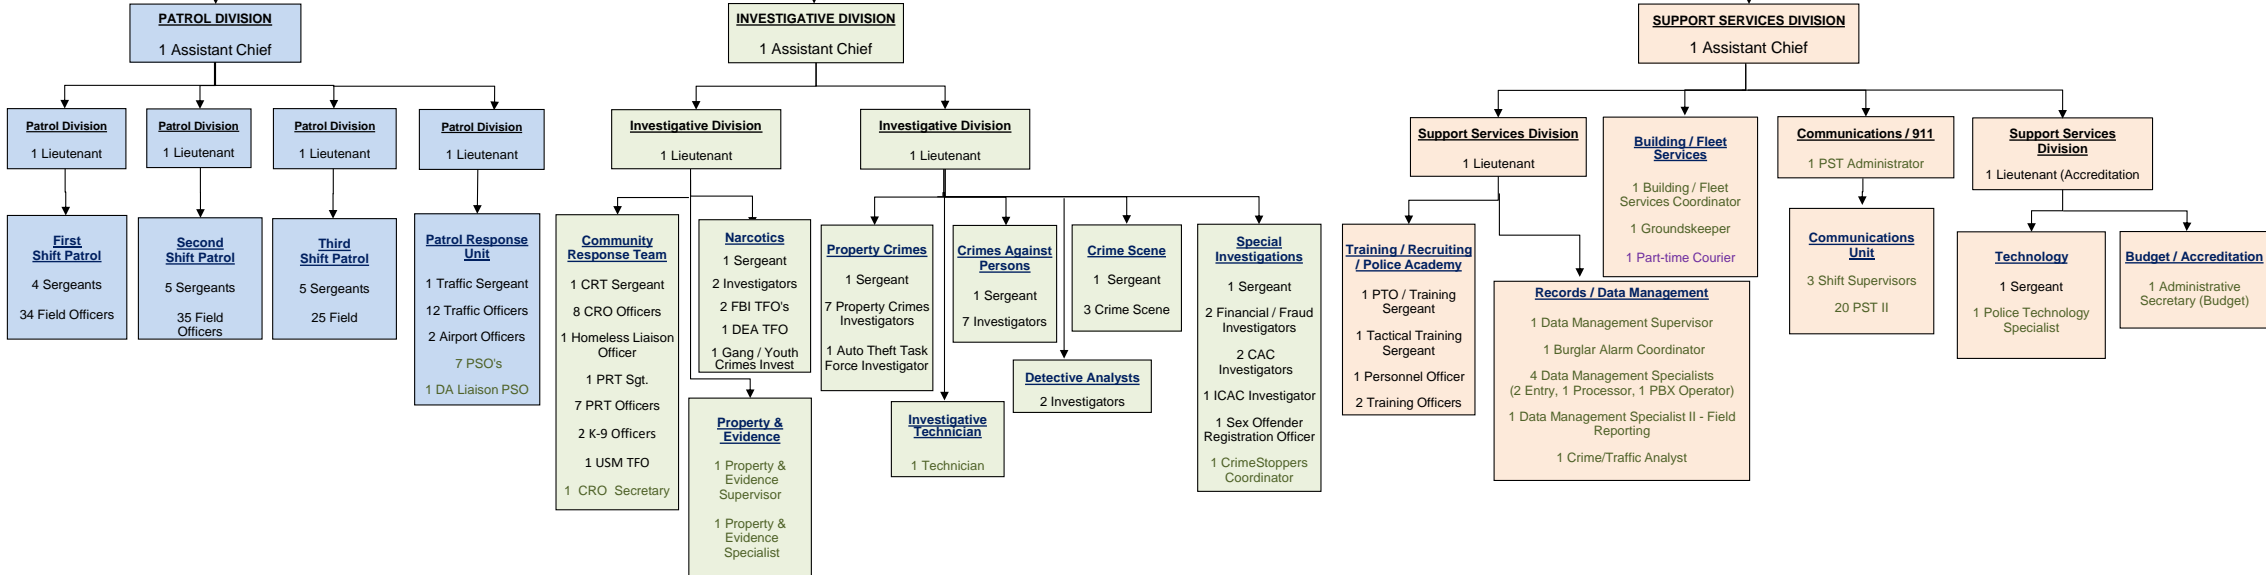 PATROL DIVISION
1 Assistant Chief
INVESTIGATIVE DIVISION
1 Assistant Chief
SUPPORT SERVICES DIVISION
1 Assistant Chief
Patrol Division
1 Lieutenant
Patrol Division
1 Lieutenant
Patrol Division
1 Lieutenant
Patrol Division
1 Lieutenant
Investigative Division
1 Lieutenant
Investigative Division
1 Lieutenant
Support Services Division
1 Lieutenant
Building / Fleet
Services
1 Building / Fleet
Services Coordinator
1 Groundskeeper
1 Part-time Courier
Communications / 911
1 PST Administrator
Support Services
Division
1 Lieutenant (Accreditation
First
Shift Patrol
4 Sergeants
34 Field Officers
Second
Shift Patrol
5 Sergeants
35 Field
Officers
Third
Shift Patrol
5 Sergeants
25 Field
Patrol Response
Unit
1 Traffic Sergeant
12 Traffic Officers
2 Airport Officers
7 PSO's
1 DA Liaison PSO
Community
Response Team
1 CRT Sergeant
8 CRO Officers
1 Homeless Liaison
Officer
1 PRT Sgt.
7 PRT Officers
2 K-9 Officers
1 USM TFO
1 CRO Secretary
Narcotics
1 Sergeant
2 Investigators
2 FBI TFO's
1 DEA TFO
1 Gang / Youth
Crimes Invest
Property &
Evidence
1 Property &
Evidence
Supervisor
1 Property &
Evidence
Specialist
Property Crimes
1 Sergeant
7 Property Crimes
Investigators
1 Auto Theft Task
Force Investigator
Investigative
Technician
1 Technician
Crimes Against
Persons
1 Sergeant
7 Investigators
Detective Analysts
2 Investigators
Crime Scene
1 Sergeant
3 Crime Scene
Special
Investigations
1 Sergeant
2 Financial / Fraud
Investigators
2 CAC
Investigators
1 ICAC Investigator
1 Sex Offender
Registration Officer
1 CrimeStoppers
Coordinator
Training / Recruiting
/ Police Academy
1 PTO / Training
Sergeant
1 Tactical Training
Sergeant
1 Personnel Officer
2 Training Officers
Records / Data Management
1 Data Management Supervisor
1 Burglar Alarm Coordinator
4 Data Management Specialists
(2 Entry, 1 Processor, 1 PBX Operator)
1 Data Management Specialist II - Field
Reporting
1 Crime/Traffic Analyst
Communications
Unit
3 Shift Supervisors
20 PST II
Technology
1 Sergeant
1 Police Technology
Specialist
Budget / Accreditation
1 Administrative
Secretary (Budget)